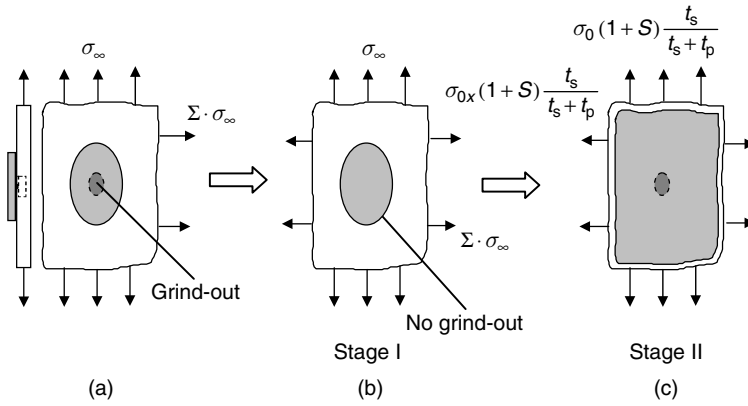 σ∞
Σ · σ∞
Grind-out
(a)
σ∞
Σ · σ∞
No grind-out
Stage I
(b)
σ0 (1 + S) ts / (ts + tp)
σ0x (1 + S) ts / (ts + tp)
Stage II
(c)